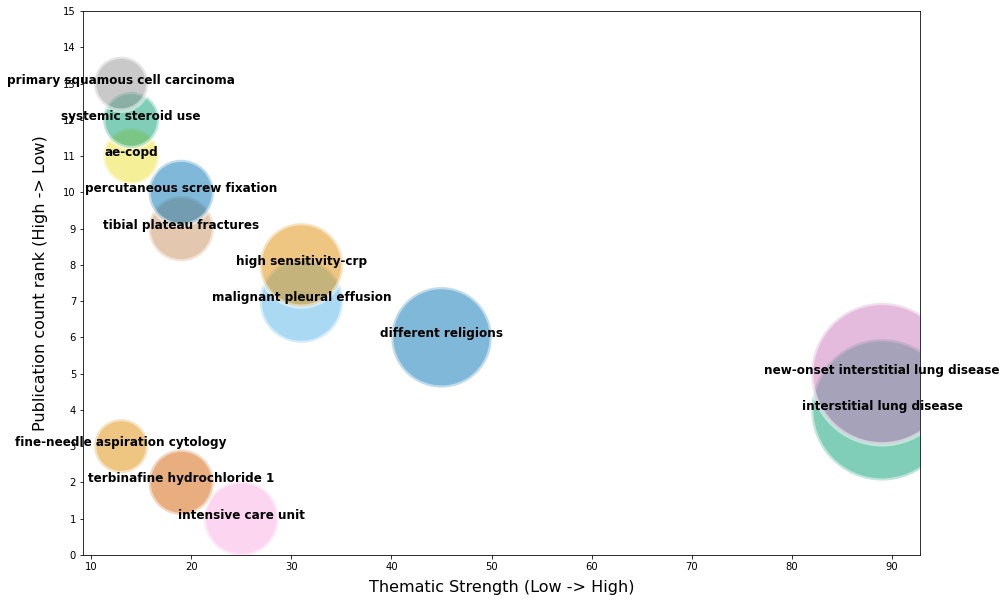 15
14
primary squamous cell carcinoma
13
systemic steroid use
12
ae-copd
11
percutaneous screw fixation
10
tibial plateau fractures
9
high sensitivity-crp
8
malignant pleural effusion
7
different religions
6
new-onset interstitial lung disease
5
interstitial lung disease
4
fine-needle aspiration cytology
3
terbinafine hydrochloride 1
2
intensive care unit
1
0
Publication count rank (High -> Low)
10 20 30 40 50 60 70 80 90
Thematic Strength (Low -> High)